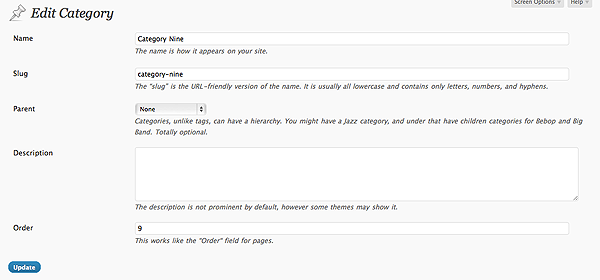 Screen Options Help
Edit Category
Name
Category Nine
The name is how it appears on your site.
Slug
category-nine
The "slug" is the URL-friendly version of the name. It is usually all lowercase and contains only letters, numbers, and hyphens.
Parent
None
Categories, unlike tags, can have a hierarchy. You might have a Jazz category, and under that have children categories for Bebop and Big
Band. Totally optional.
Description
The description is not prominent by default, however some themes may show it.
Order
9
This works like the "Order" field for pages.
Update